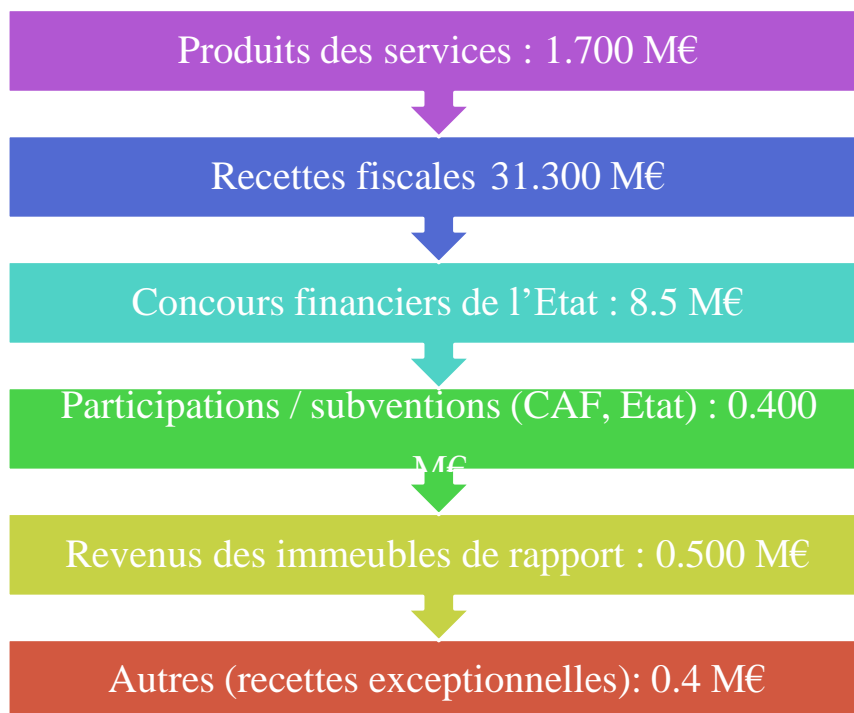 Produits des services : 1.700 M€
Recettes fiscales 31.300 M€
Concours financiers de l’Etat : 8.5 M€
Participations / subventions (CAF, Etat) : 0.400
M€
Revenus des immeubles de rapport : 0.500 M€
Autres (recettes exceptionnelles): 0.4 M€